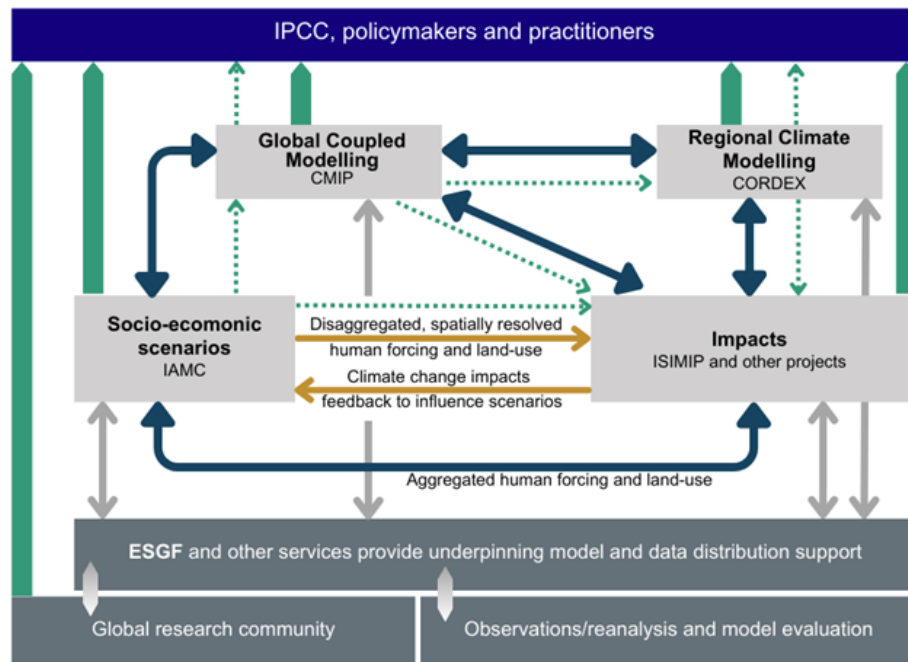 IPCC, policymakers and practitioners
Global Coupled
Modelling
CMIP
Regional Climate
Modelling
CORDEX
Socio-ecomonic
scenarios
IAMC
Disaggregated, spatially resolved
human forcing and land-use
Climate change impacts
feedback to influence scenarios
Impacts
ISIMIP and other projects
Aggregated human forcing and land-use
ESGF and other services provide underpinning model and data distribution support
Global research community
Observations/reanalysis and model evaluation